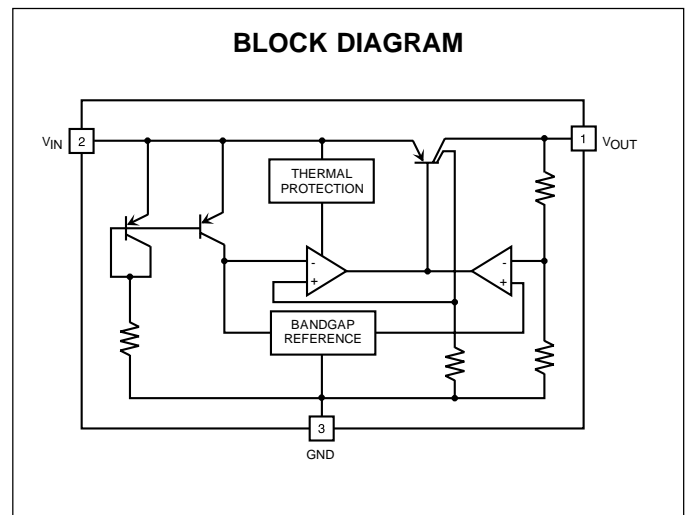 BLOCK DIAGRAM
VIN
2
1
VOUT
THERMAL
PROTECTION
-
+
-
+
BANDGAP
REFERENCE
3
GND